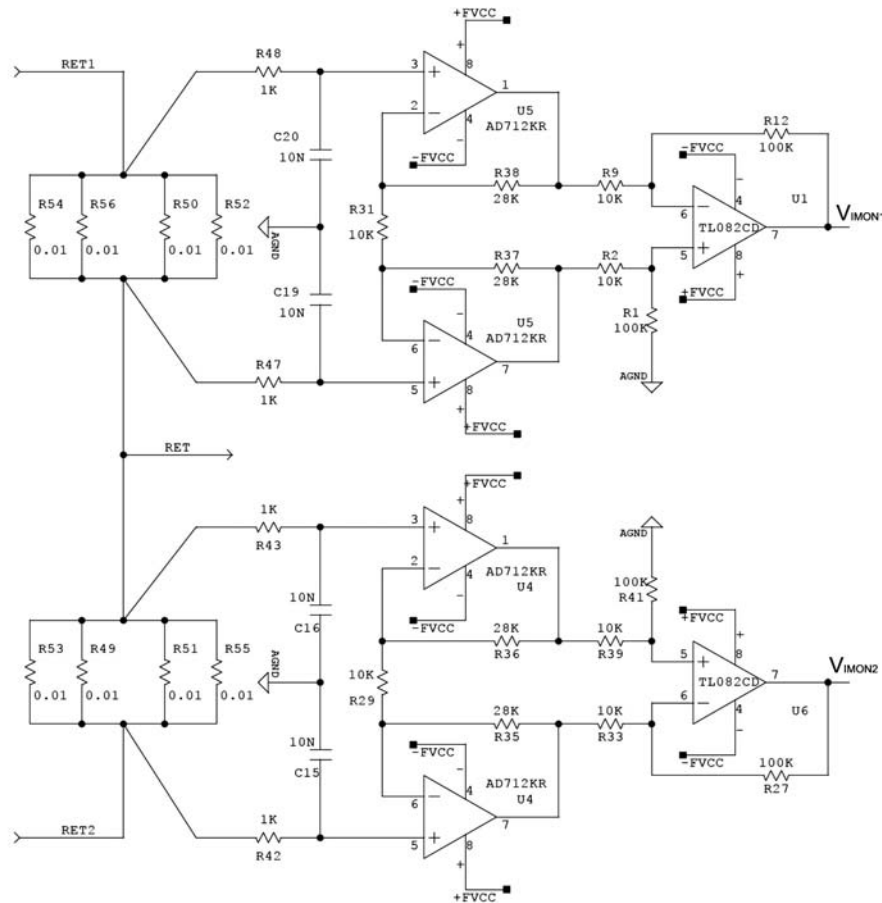 +FVCC
R48
RET1
1K
3
+
+
8
1
2
−
4
−
U5
AD712KR
−FVCC
C20
10N
R12
100K
−FVCC
−
4
U1
R38
28K
R9
10K
R54
R56
R50
R52
0.01
0.01
0.01
0.01
AGND
R31
10K
6
−
TL082CD
7
VIMON1
5
+
8
+
+FVCC
R37
28K
R2
10K
C19
10N
−FVCC
−
4
U5
AD712KR
R1
100K
AGND
6
−
7
5
+
8
+
R47
1K
+FVCC
RET
+FVCC
1K
R43
3
+
+
8
1
2
−
4
−
AD712KR
U4
−FVCC
10N
C16
AGND
100K
R41
+FVCC
+
8
28K
R36
10K
R39
R53
R49
R51
R55
0.01
0.01
0.01
0.01
AGND
10K
R29
5
+
TL082CD
7
VIMON2
6
−
4
−
U6
−FVCC
28K
R35
10K
R33
10N
C15
−FVCC
−
4
AD712KR
U4
100K
R27
6
−
7
5
+
8
+
RET2
1K
R42
+FVCC